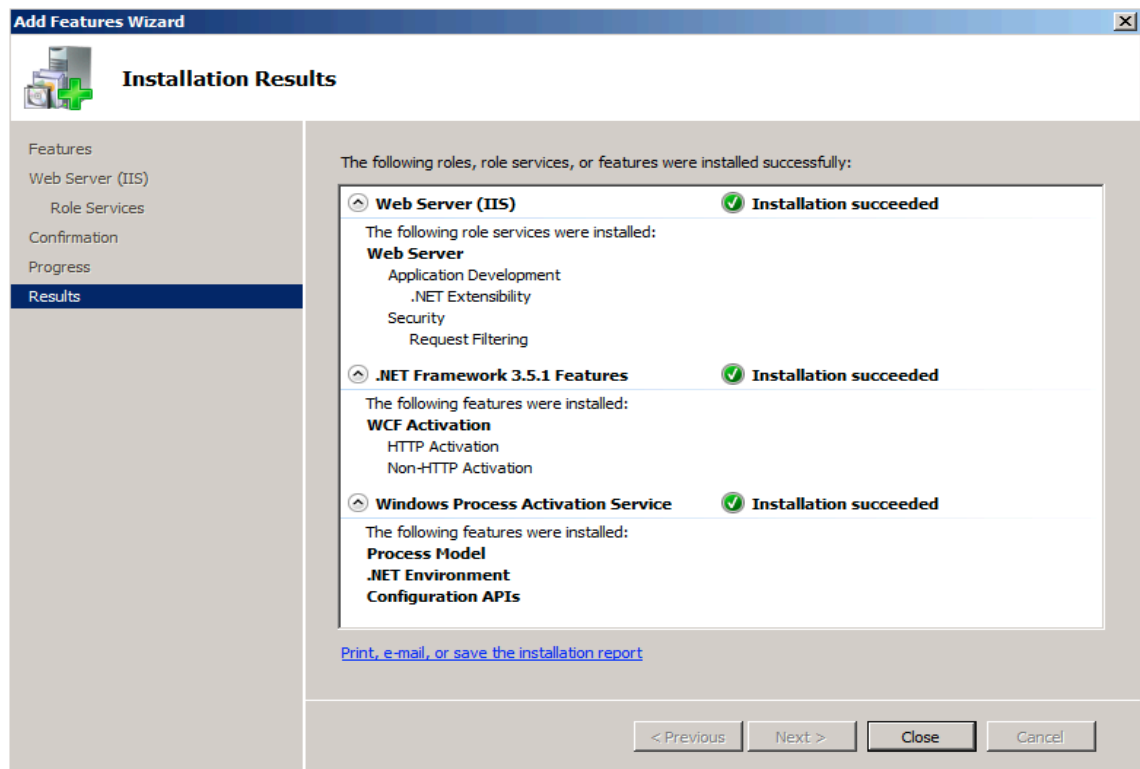 Add Features Wizard
Installation Results
Features
Web Server (IIS)
Role Services
Confirmation
Progress
Results
The following roles, role services, or features were installed successfully:
Web Server (IIS) Installation succeeded
The following role services were installed:
Web Server
Application Development
.NET Extensibility
Security
Request Filtering
.NET Framework 3.5.1 Features Installation succeeded
The following features were installed:
WCF Activation
HTTP Activation
Non-HTTP Activation
Windows Process Activation Service Installation succeeded
The following features were installed:
Process Model
.NET Environment
Configuration APIs
Print, e-mail, or save the installation report
< Previous Next > Close Cancel